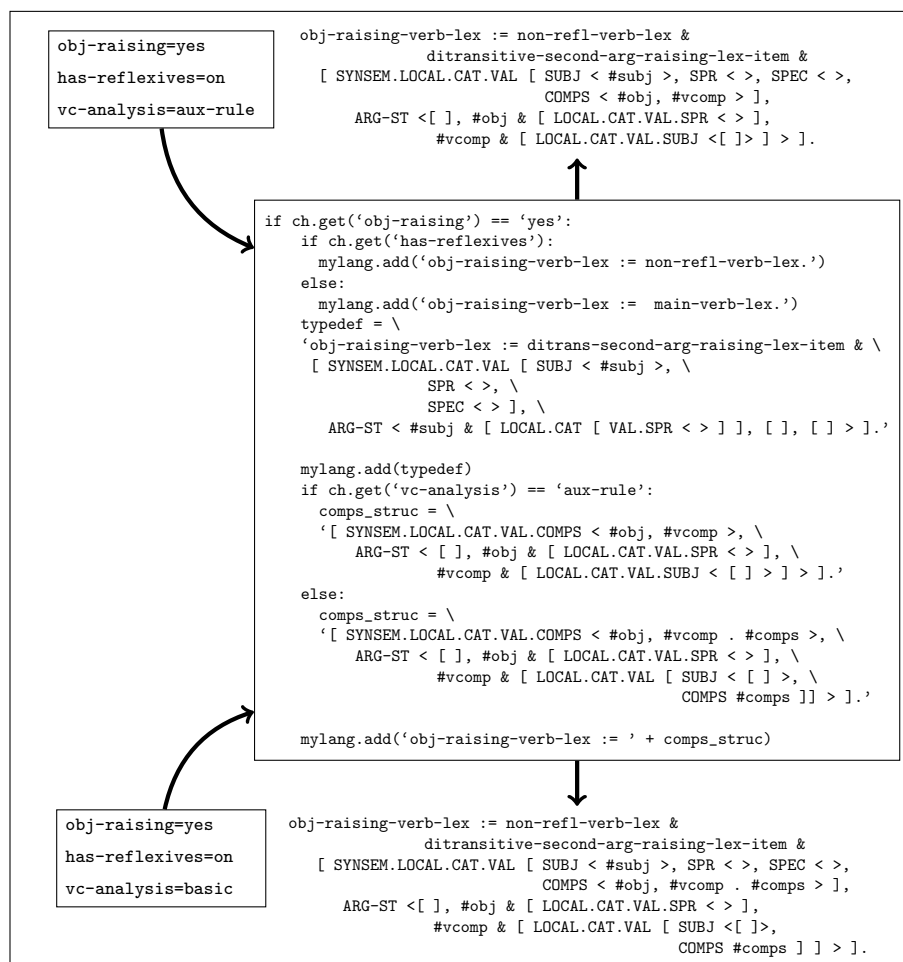 obj-raising=yes
has-reflexives=on
vc-analysis=aux-rule
obj-raising-verb-lex := non-refl-verb-lex &
ditransitive-second-arg-raising-lex-item &
[ SYNSEM.LOCAL.CAT.VAL [ SUBJ < #subj >, SPR < >, SPEC < >,
COMPS < #obj, #vcomp > ],
ARG-ST <[ ], #obj & [ LOCAL.CAT.VAL.SPR < > ],
#vcomp & [ LOCAL.CAT.VAL.SUBJ <[ ]> ] > ].
if ch.get(‘obj-raising’) == ‘yes’:
if ch.get(‘has-reflexives’):
mylang.add(‘obj-raising-verb-lex := non-refl-verb-lex.’)
else:
mylang.add(‘obj-raising-verb-lex :=  main-verb-lex.’)
typedef = \
‘obj-raising-verb-lex := ditrans-second-arg-raising-lex-item & \
[ SYNSEM.LOCAL.CAT.VAL [ SUBJ < #subj >, \
SPR < >, \
SPEC < > ], \
ARG-ST < #subj & [ LOCAL.CAT [ VAL.SPR < > ] ], [ ], [ ] > ].’
mylang.add(typedef)
if ch.get(‘vc-analysis’) == ‘aux-rule’:
comps_struc = \
‘[ SYNSEM.LOCAL.CAT.VAL.COMPS < #obj, #vcomp >, \
ARG-ST < [ ], #obj & [ LOCAL.CAT.VAL.SPR < > ], \
#vcomp & [ LOCAL.CAT.VAL.SUBJ < [ ] > ] > ].’
else:
comps_struc = \
‘[ SYNSEM.LOCAL.CAT.VAL.COMPS < #obj, #vcomp . #comps >, \
ARG-ST < [ ], #obj & [ LOCAL.CAT.VAL.SPR < > ], \
#vcomp & [ LOCAL.CAT.VAL [ SUBJ < [ ] >, \
COMPS #comps ]] > ].’
mylang.add(‘obj-raising-verb-lex := ’ + comps_struc)
obj-raising=yes
has-reflexives=on
vc-analysis=basic
obj-raising-verb-lex := non-refl-verb-lex &
ditransitive-second-arg-raising-lex-item &
[ SYNSEM.LOCAL.CAT.VAL [ SUBJ < #subj >, SPR < >, SPEC < >,
COMPS < #obj, #vcomp . #comps > ],
ARG-ST <[ ], #obj & [ LOCAL.CAT.VAL.SPR < > ],
#vcomp & [ LOCAL.CAT.VAL [ SUBJ <[ ]>,
COMPS #comps ] ] > ].